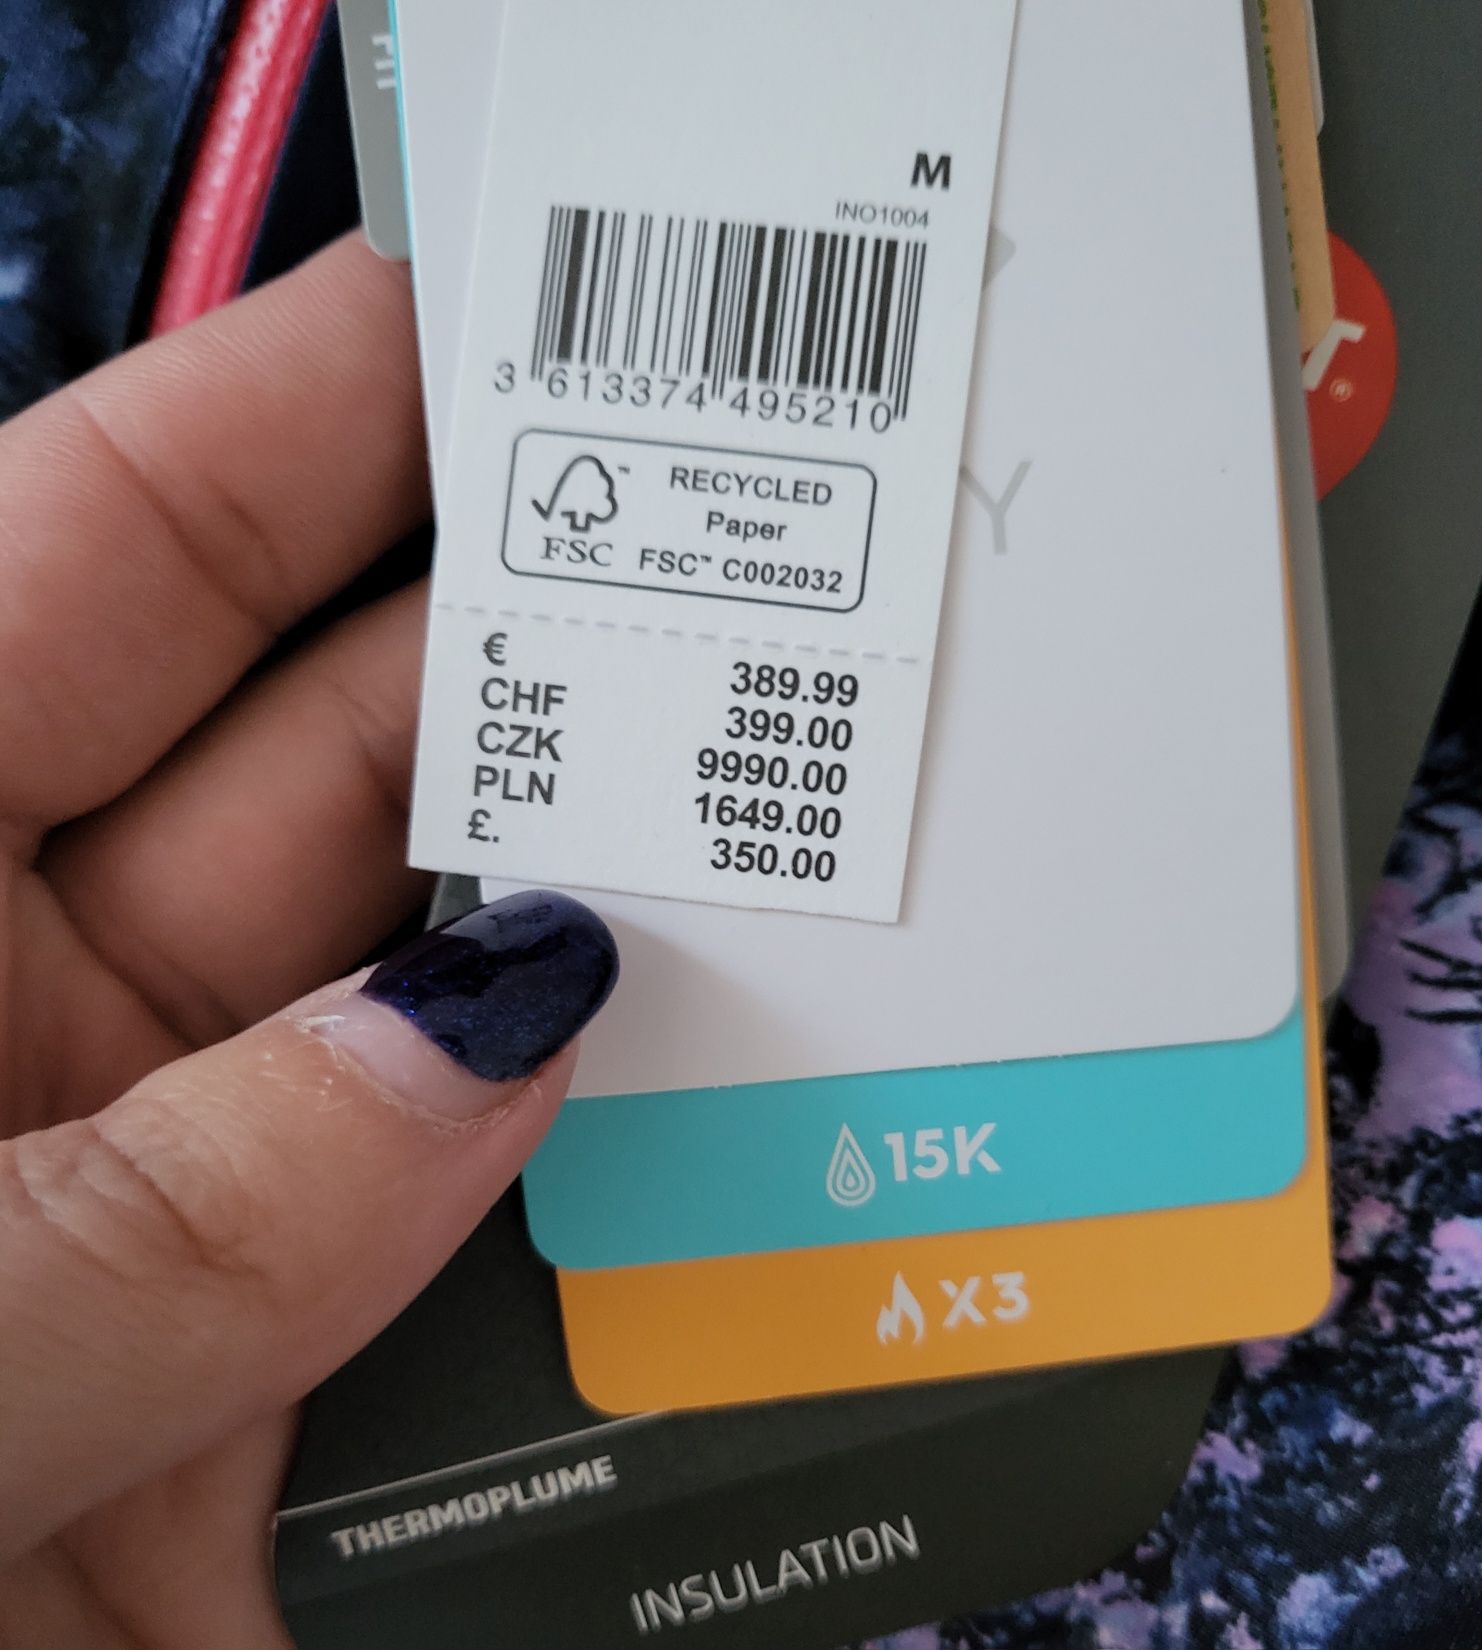 M
INO1004
3 613374 495210
™ RECYCLED
Paper
FSC FSC™ C002032
€ 389.99
CHF 399.00
CZK 9990.00
PLN 1649.00
£. 350.00
Y
®
15K
X3
THERMOPLUME
INSULATION